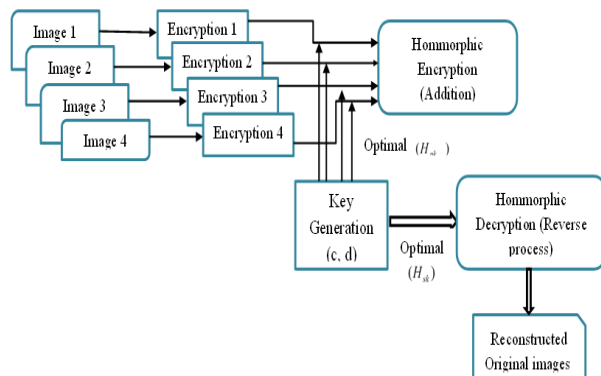 Image 1
Image 2
Image 3
Image 4
Encryption 1
Encryption 2
Encryption 3
Encryption 4
Hommorphic
Encryption
(Addition)
Optimal
Key
Generation
(c, d)
Optimal
(H_sk)
Hommorphic
Decryption (Reverse
process)
Reconstructed
Original images